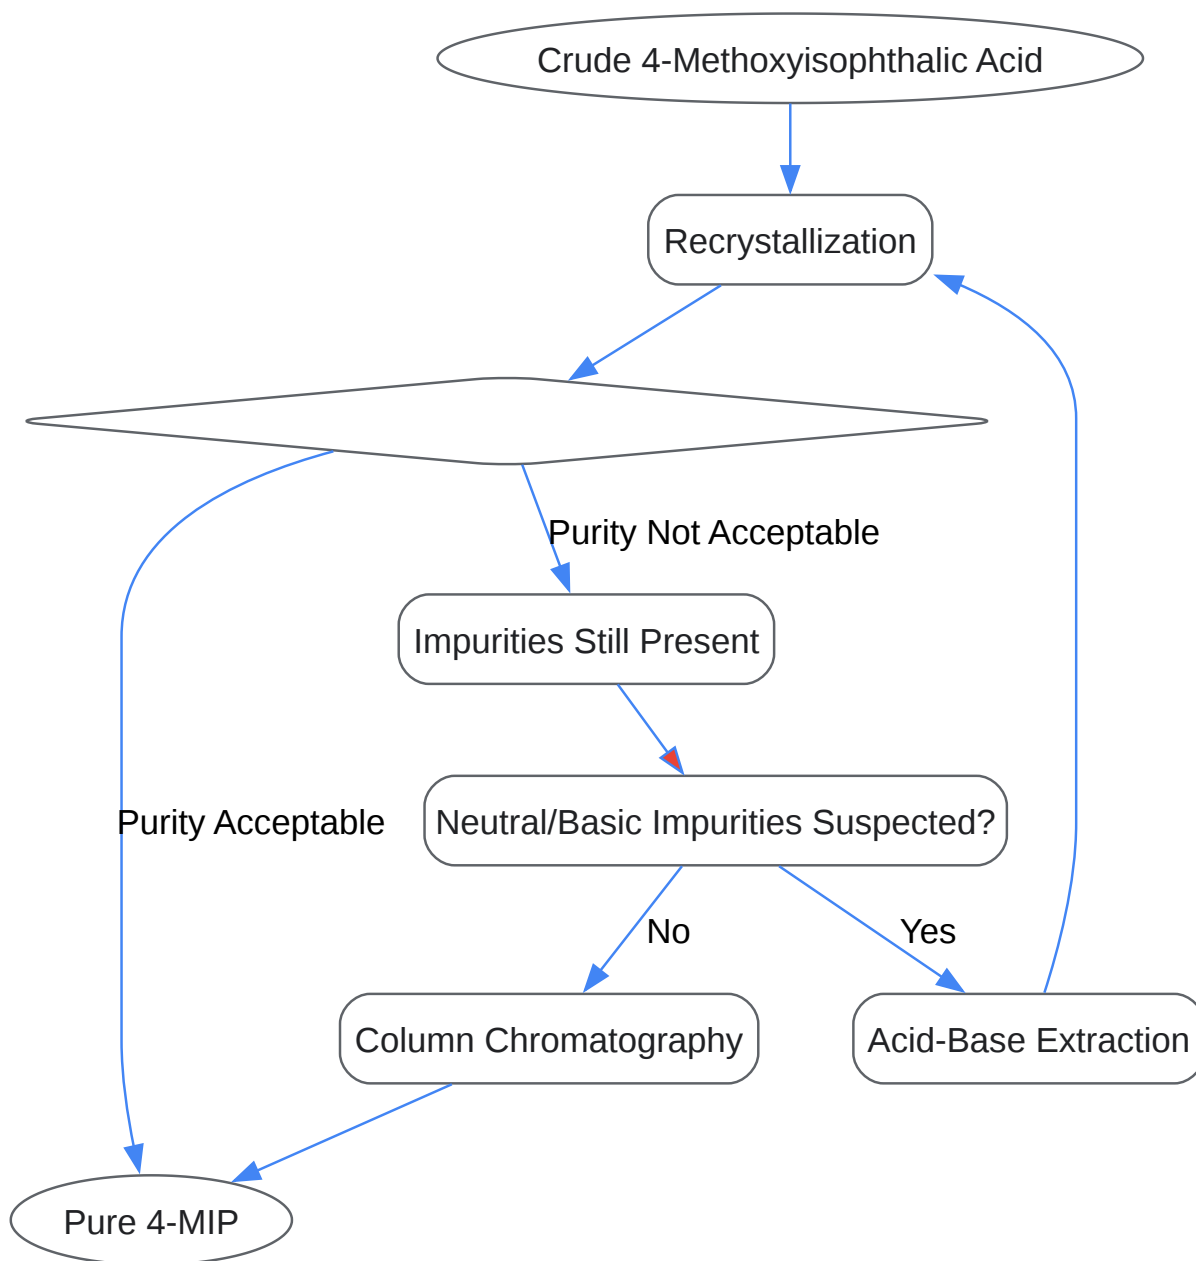 Crude 4-Methoxyisophthalic Acid
Recrystallization
Purity Not Acceptable
Impurities Still Present
Purity Acceptable
Neutral/Basic Impurities Suspected?
No
Yes
Column Chromatography
Acid-Base Extraction
Pure 4-MIP